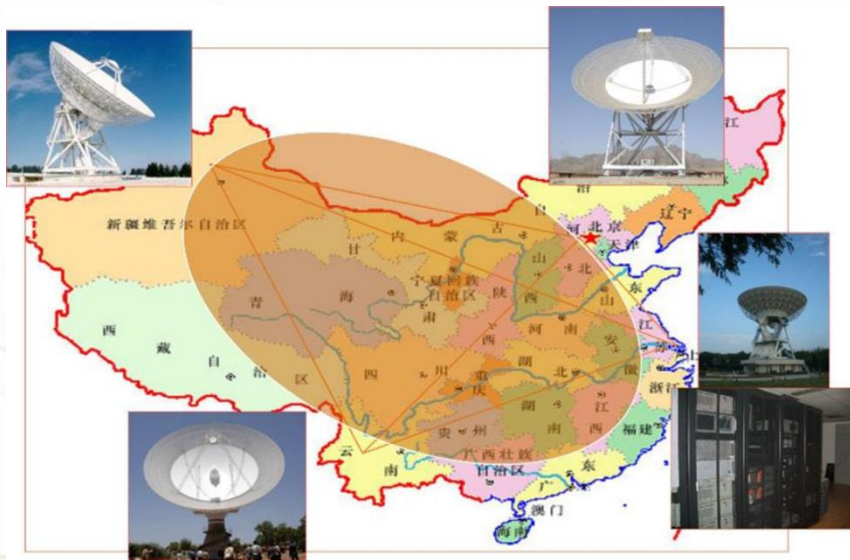 江
辽宁
北京
河
天津
内 蒙 古 自
新疆维吾尔自治区
甘
肃
山
西
北
山 东
宁夏回族
自治区
陕
西
青 海
河 南
江
苏
安
徽
西 藏 自 治 区
四 川
重
庆
湖 北
浙江
湖
南
江
西
贵 州
福建
云
南
广西壮族
自治区
广 东
澳门
海南